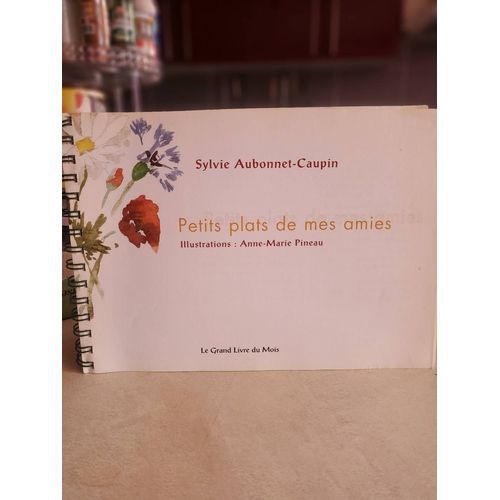 Sylvie Aubonnet-Caupin
Petits plats de mes amies
Illustrations : Anne-Marie Pineau
Le Grand Livre du Mois